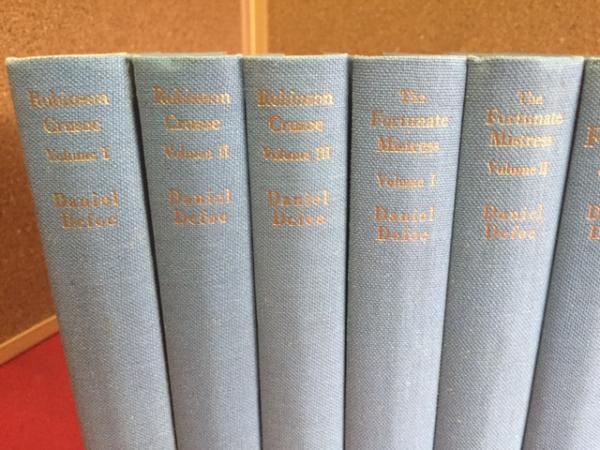 Robinson
Crusoe
Volume I
Daniel
Defoe
Robinson
Crusoe
Volume II
Daniel
Defoe
Robinson
Crusoe
Volume III
Daniel
Defoe
The
Fortunate
Mistress
Volume I
Daniel
Defoe
The
Fortunate
Mistress
Volume II
Daniel
Defoe